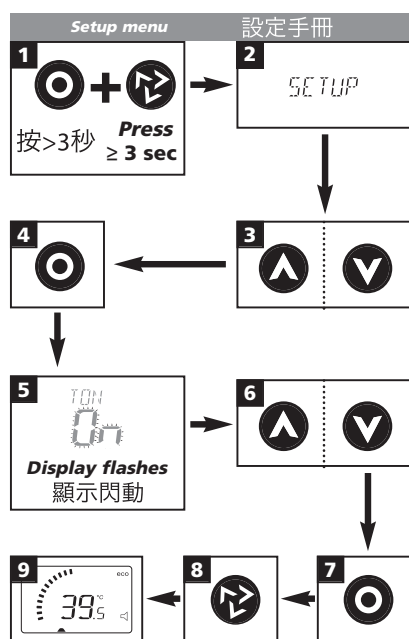 Setup menu 設定手冊
1
按>3秒
Press
≥ 3 sec
2
SETUP
3
4
5
TON
On
Display flashes
顯示閃動
6
7
8
9
eco
39.5 °C